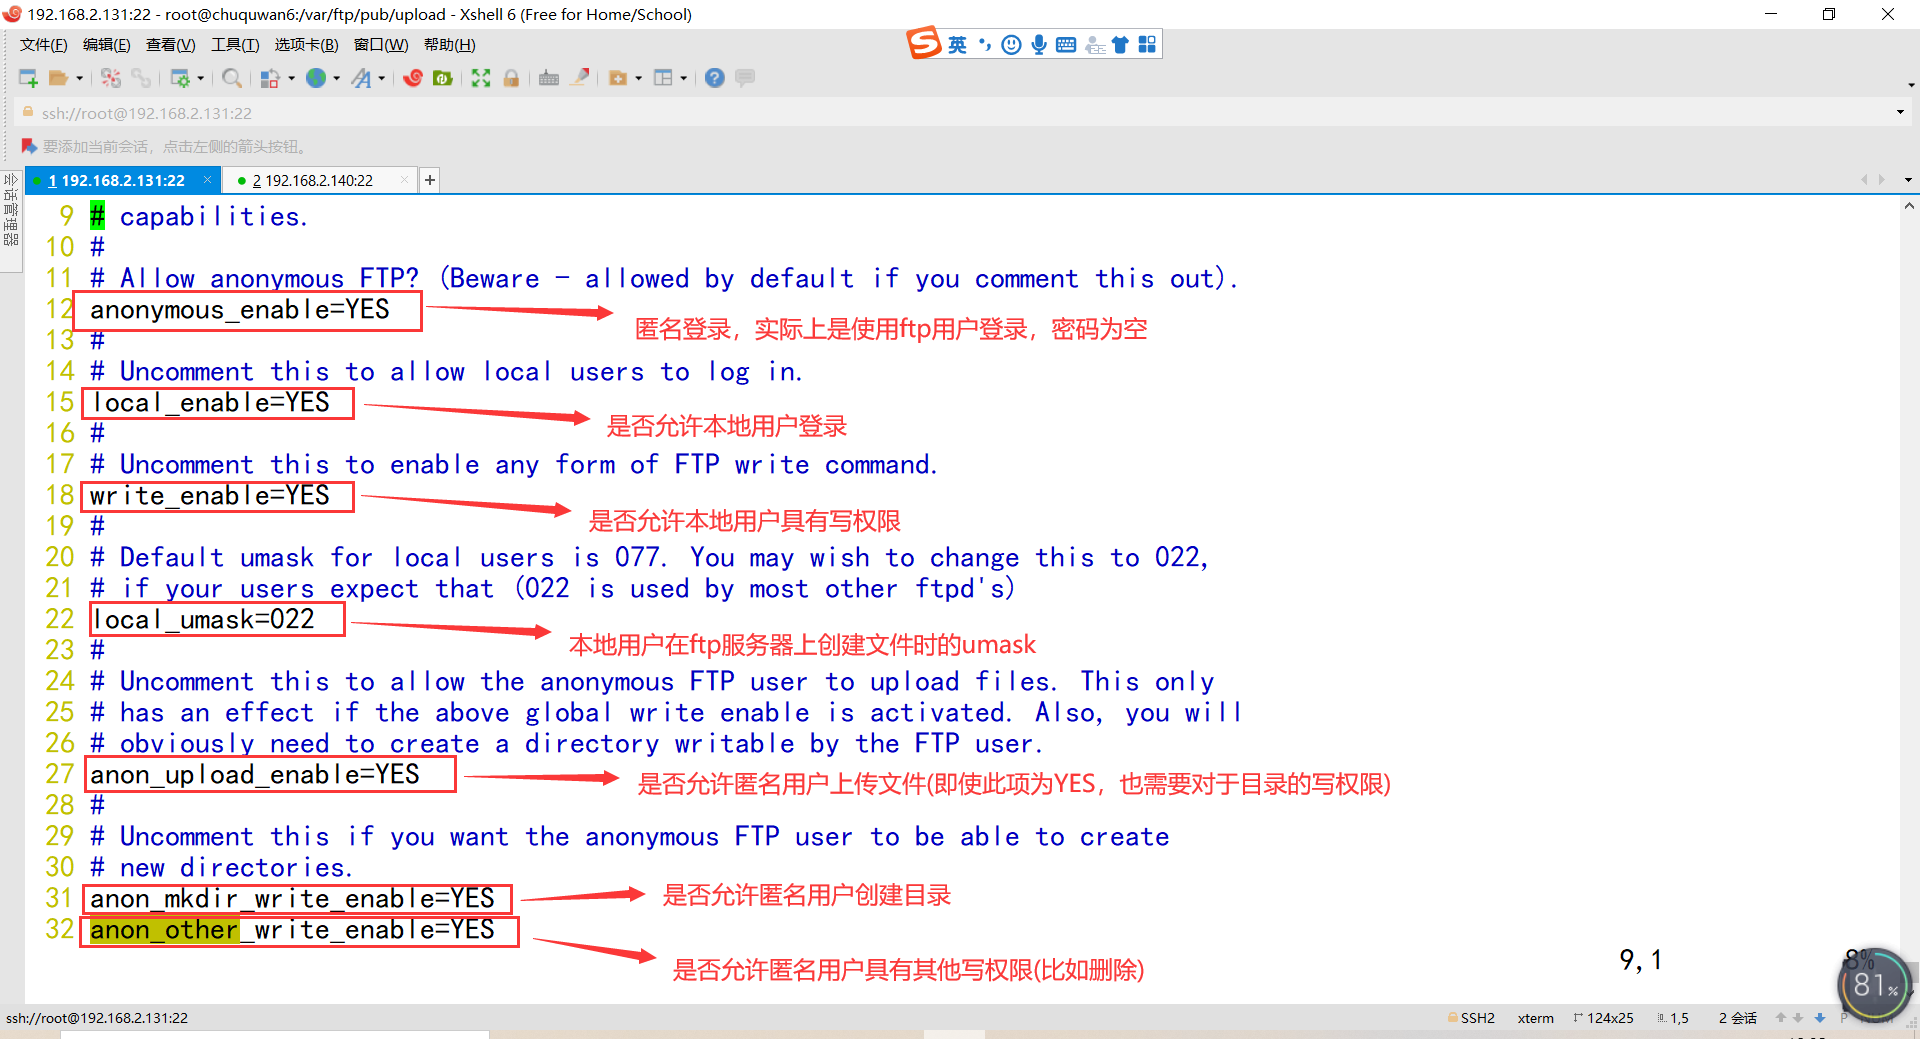 192.168.2.131:22 - root@chuquwan6:/var/ftp/pub/upload - Xshell 6 (Free for Home/School)
文件(F) 编辑(E) 查看(V) 工具(T) 选项卡(B) 窗口(W) 帮助(H)
英
ssh://root@192.168.2.131:22
要添加当前会话，点击左侧的箭头按钮。
会话管理器
1 192.168.2.131:22 2 192.168.2.140:22
9 # capabilities.
10 #
11 # Allow anonymous FTP? (Beware - allowed by default if you comment this out).
12 anonymous_enable=YES
匿名登录，实际上是使用ftp用户登录，密码为空
13 #
14 # Uncomment this to allow local users to log in.
15 local_enable=YES
是否允许本地用户登录
16 #
17 # Uncomment this to enable any form of FTP write command.
18 write_enable=YES
是否允许本地用户具有写权限
19 #
20 # Default umask for local users is 077. You may wish to change this to 022,
21 # if your users expect that (022 is used by most other ftpd's)
22 local_umask=022
本地用户在ftp服务器上创建文件时的umask
23 #
24 # Uncomment this to allow the anonymous FTP user to upload files. This only
25 # has an effect if the above global write enable is activated. Also, you will
26 # obviously need to create a directory writable by the FTP user.
27 anon_upload_enable=YES
是否允许匿名用户上传文件(即使此项为YES，也需要对于目录的写权限)
28 #
29 # Uncomment this if you want the anonymous FTP user to be able to create
30 # new directories.
31 anon_mkdir_write_enable=YES
是否允许匿名用户创建目录
32 anon_other_write_enable=YES
是否允许匿名用户具有其他写权限(比如删除)
9,1 8%
81%
ssh://root@192.168.2.131:22 SSH2 xterm 124x25 1,5 2 会话